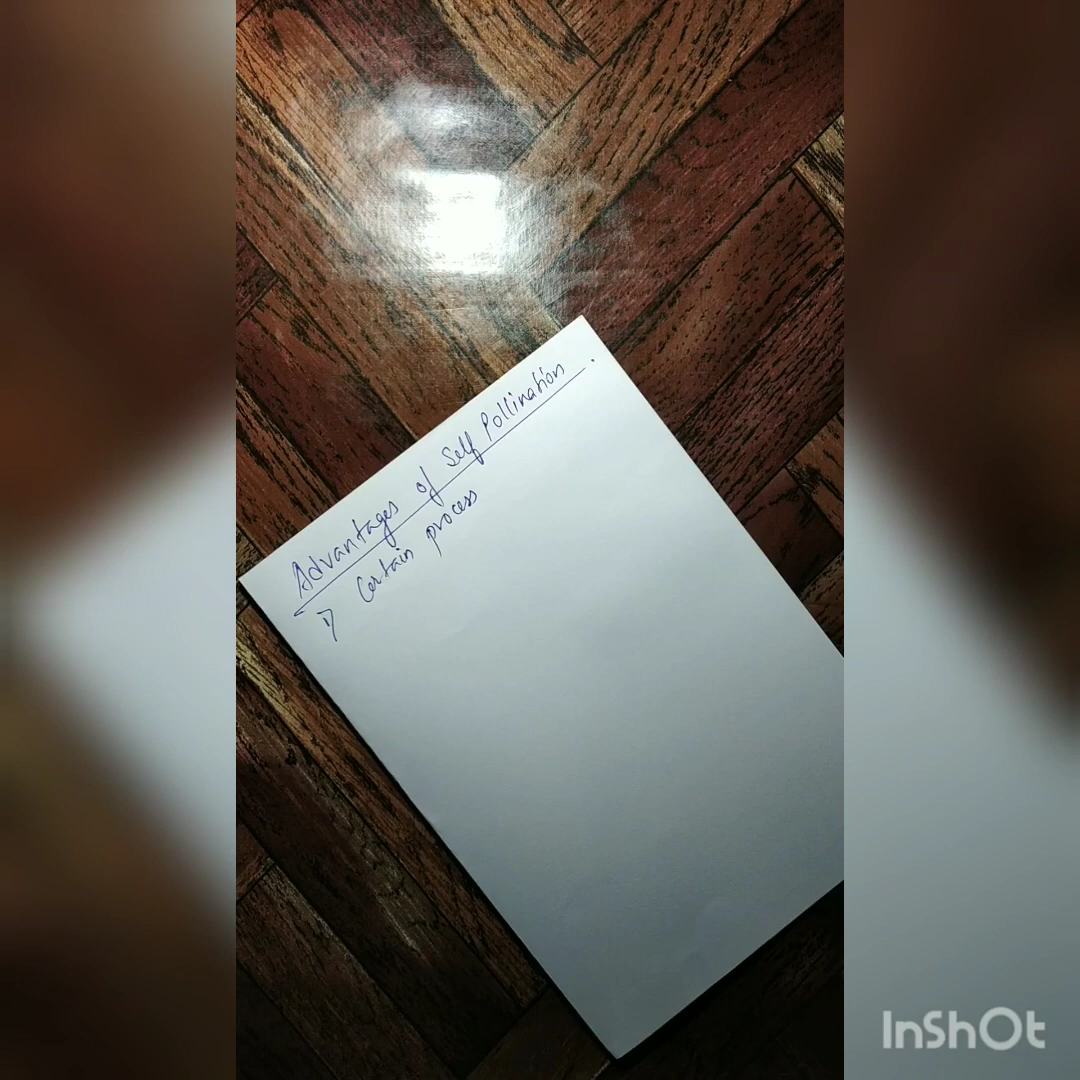 Advantages of Self Pollination.
1) Certain process
InShOt